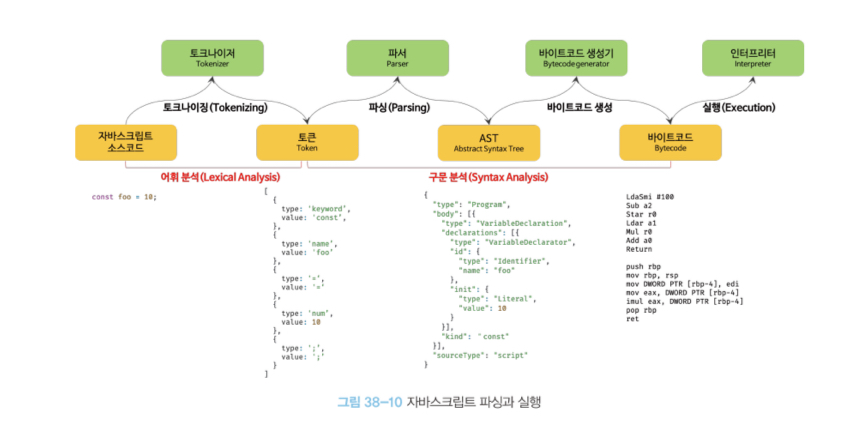 토크나이저
Tokenizer
파서
Parser
바이트코드 생성기
Bytecode generator
인터프리터
Interpreter
토크나이징(Tokenizing)
파싱(Parsing)
바이트코드 생성
실행(Execution)
자바스크립트
소스코드
토큰
Token
AST
Abstract Syntax Tree
바이트코드
Bytecode
어휘 분석(Lexical Analysis)
구문 분석(Syntax Analysis)
const foo = 10;
[
{
type: 'keyword',
value: 'const',
},
{
type: 'name',
value: 'foo'
},
{
type: '=',
value: '='
},
{
type: 'num',
value: 10
},
{
type: ';',
value: ';'
}
]
{
"type": "Program",
"body": [{
"type": "VariableDeclaration",
"declarations": [{
"type": "VariableDeclarator",
"id": {
"type": "Identifier",
"name": "foo"
},
"init": {
"type": "Literal",
"value": 10
}
}],
"kind": "const"
}],
"sourceType": "script"
}
LdaSmi #100
Sub a2
Star r0
Ldar a1
Mul r0
Add a0
Return
push rbp
mov rbp, rsp
mov DWORD PTR [rbp-4], edi
mov eax, DWORD PTR [rbp-4]
imul eax, DWORD PTR [rbp-4]
pop rbp
ret
그림 38-10 자바스크립트 파싱과 실행